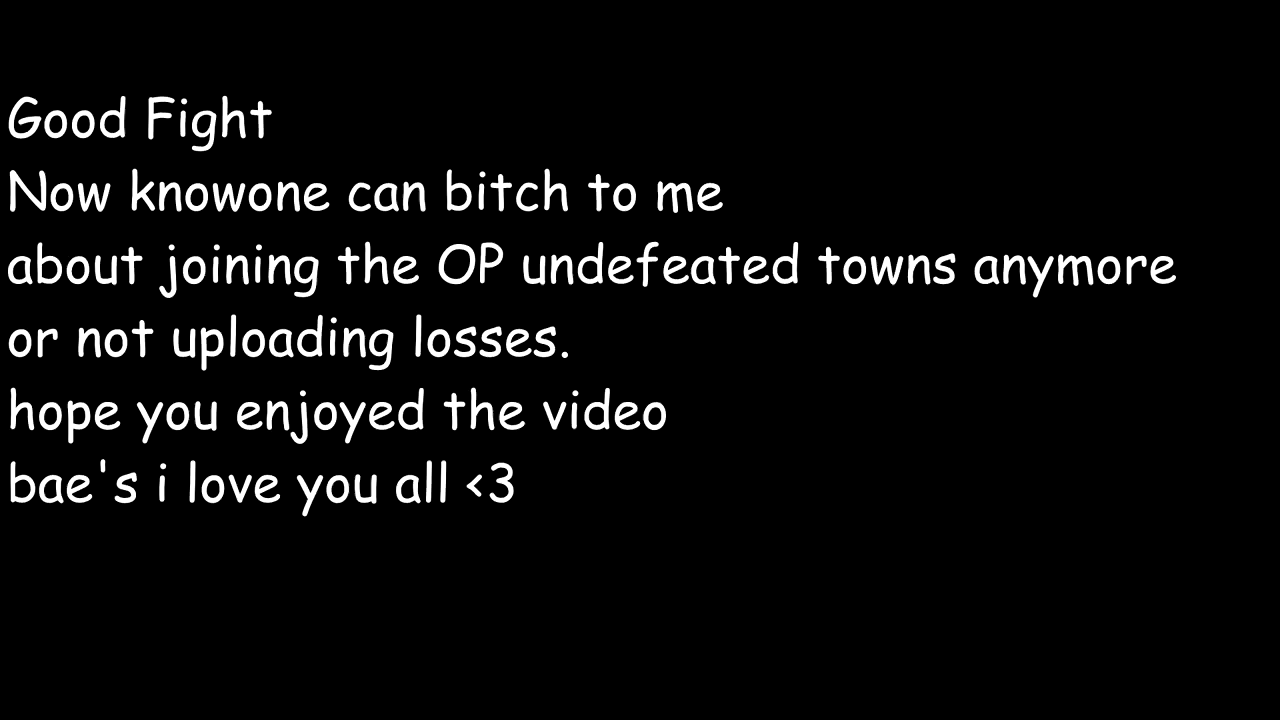 Good Fight
Now knowone can bitch to me
about joining the OP undefeated towns anymore
or not uploading losses.
hope you enjoyed the video
bae's i love you all <3